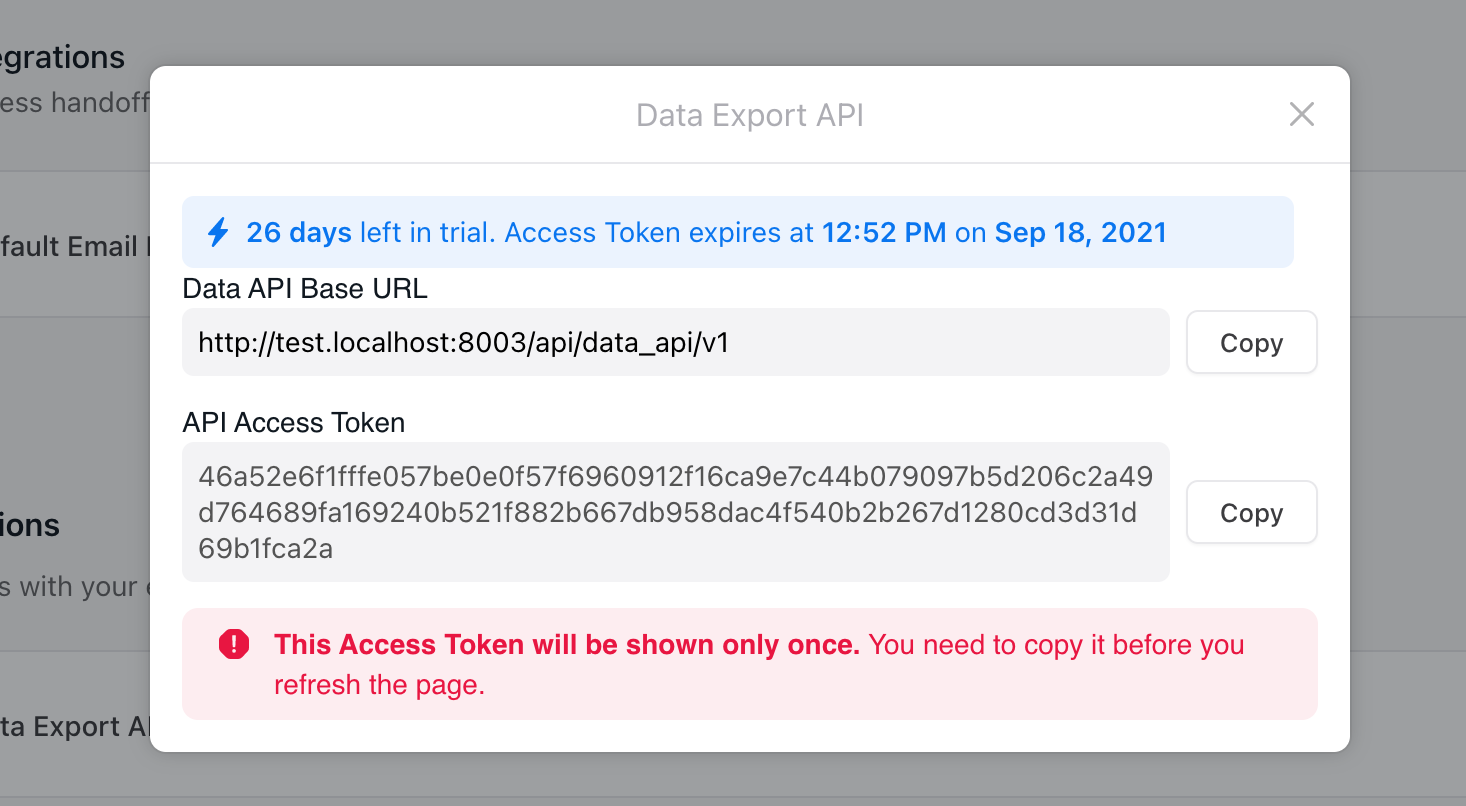 egrations
ess handoff
Data Export API
26 days left in trial. Access Token expires at 12:52 PM on Sep 18, 2021
fault Email
Data API Base URL
http://test.localhost:8003/api/data_api/v1
Copy
API Access Token
46a52e6f1fffe057be0e0f57f6960912f16ca9e7c44b079097b5d206c2a49
d764689fa169240b521f882b667db958dac4f540b2b267d1280cd3d31d
69b1fca2a
Copy
ions
s with your
This Access Token will be shown only once. You need to copy it before you
refresh the page.
ta Export A